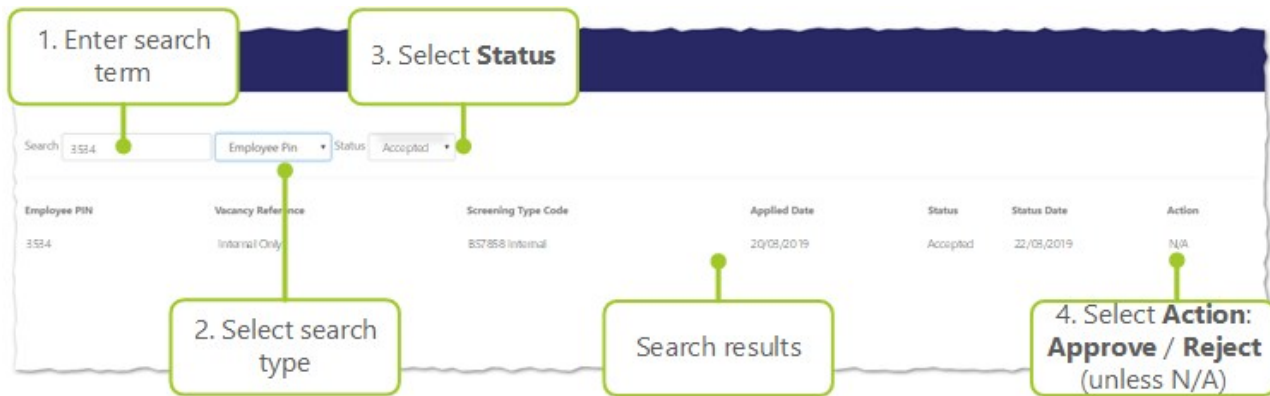 1. Enter search
term
3. Select Status
Search 3534 Employee Pin Status Accepted
Employee PIN Vacancy Reference Screening Type Code Applied Date Status Status Date Action
3534 Internal Only BS7858 Internal 20/03/2019 Accepted 22/03/2019 N/A
2. Select search
type
Search results
4. Select Action:
Approve / Reject
(unless N/A)